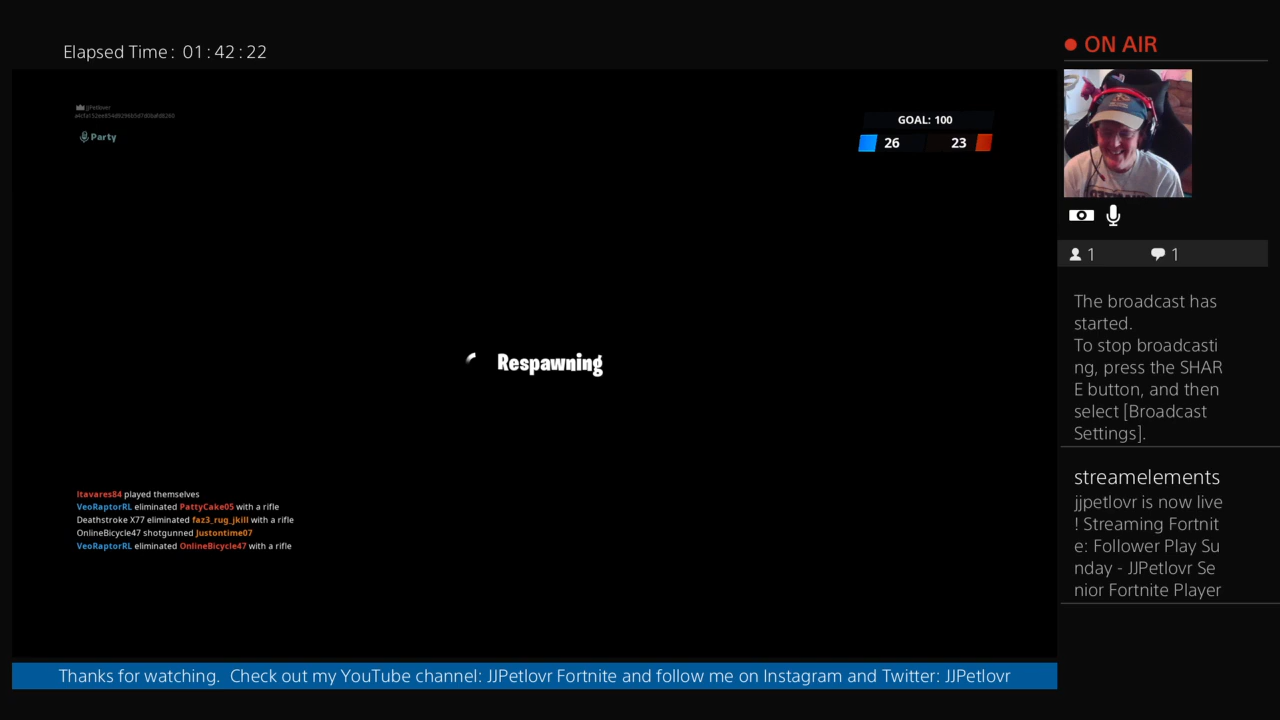 Elapsed Time: 01:42:22
ON AIR
JJPetlovr
Party
GOAL: 100
26 23
1 1
The broadcast has
started.
To stop broadcasti
ng, press the SHAR
E button, and then
select [Broadcast
Settings].
Respawning
streamelements
jjpetlovr is now live
! Streaming Fortnit
e: Follower Play Su
nday - JJPetlovr Se
nior Fortnite Player
ltavares84 played themselves
VeoRaptorRL eliminated PattyCake05 with a rifle
Deathstroke X77 eliminated faz3_rug_jkill with a rifle
OnlineBicycle47 shotgunned Justontime07
VeoRaptorRL eliminated OnlineBicycle47 with a rifle
Thanks for watching.  Check out my YouTube channel: JJPetlovr Fortnite and follow me on Instagram and Twitter: JJPetlovr